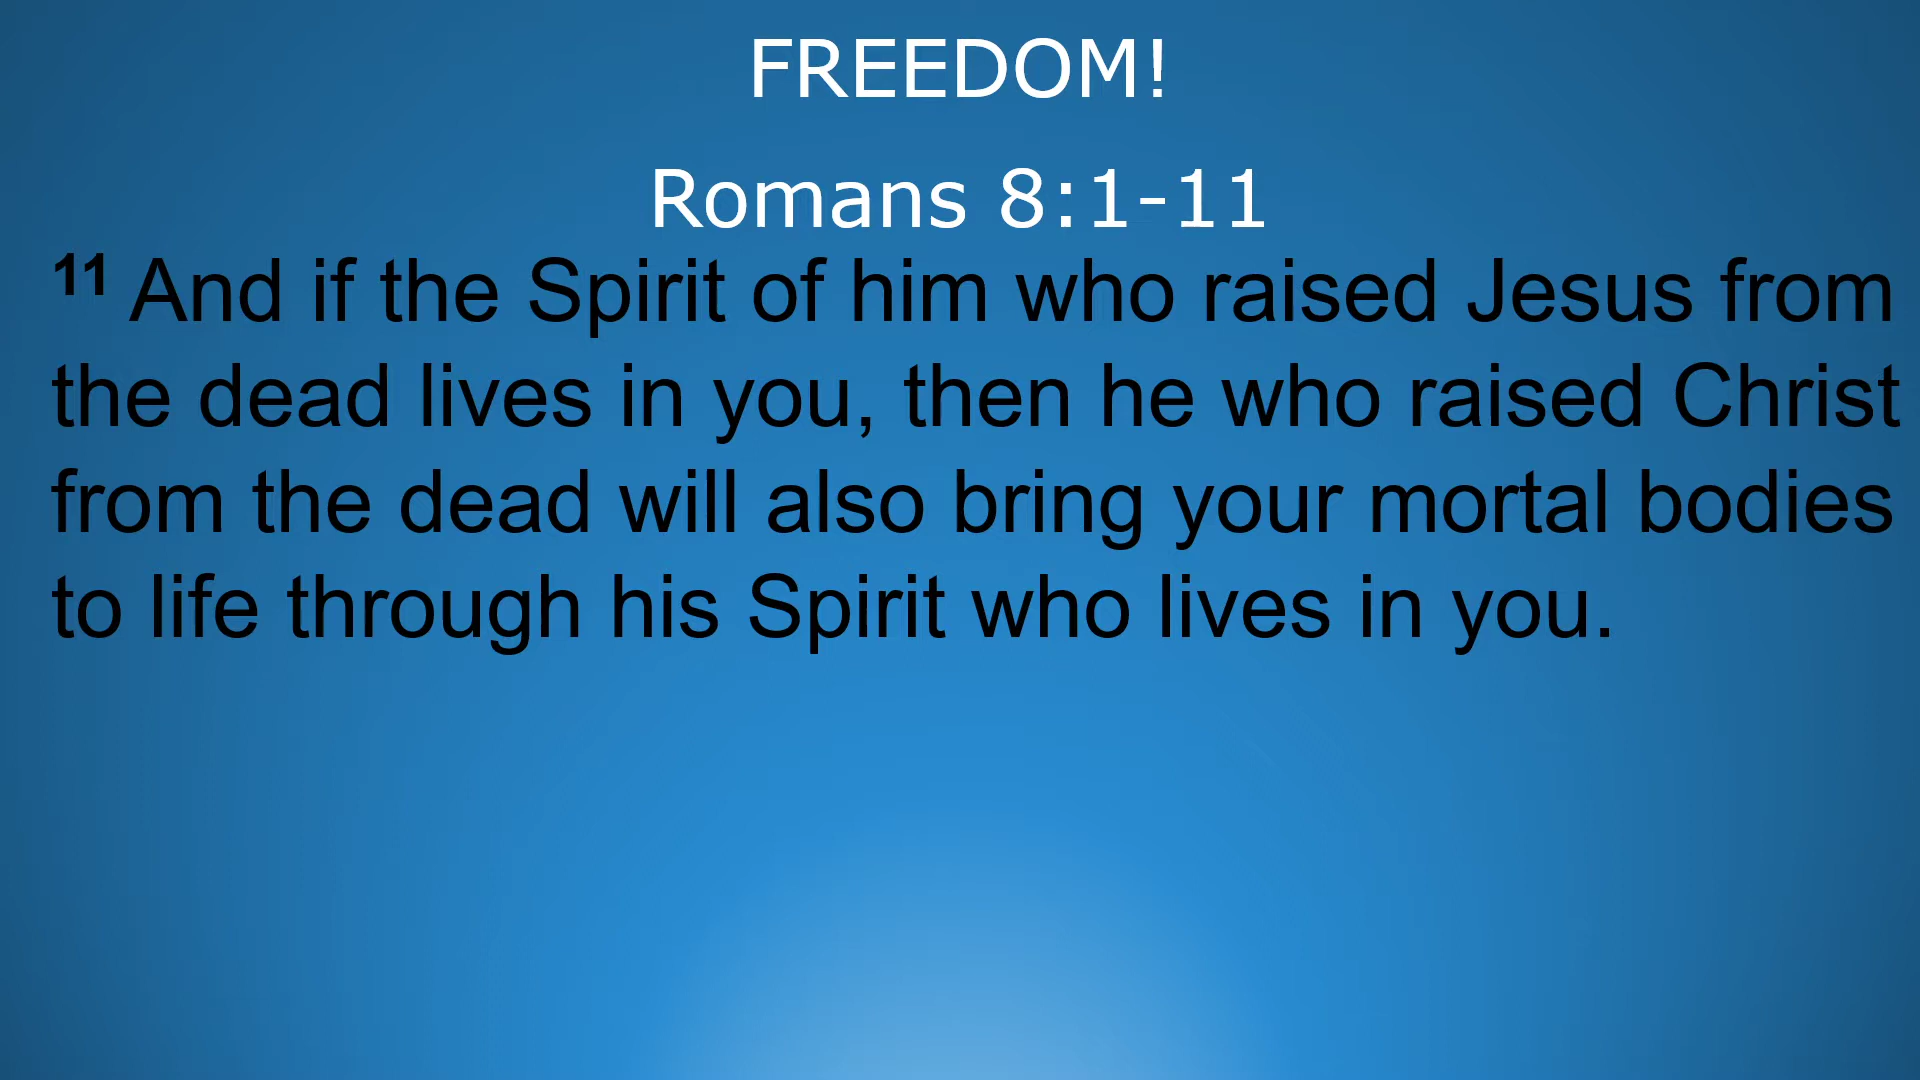 FREEDOM!
Romans 8:1-11
11 And if the Spirit of him who raised Jesus from
the dead lives in you, then he who raised Christ
from the dead will also bring your mortal bodies
to life through his Spirit who lives in you.